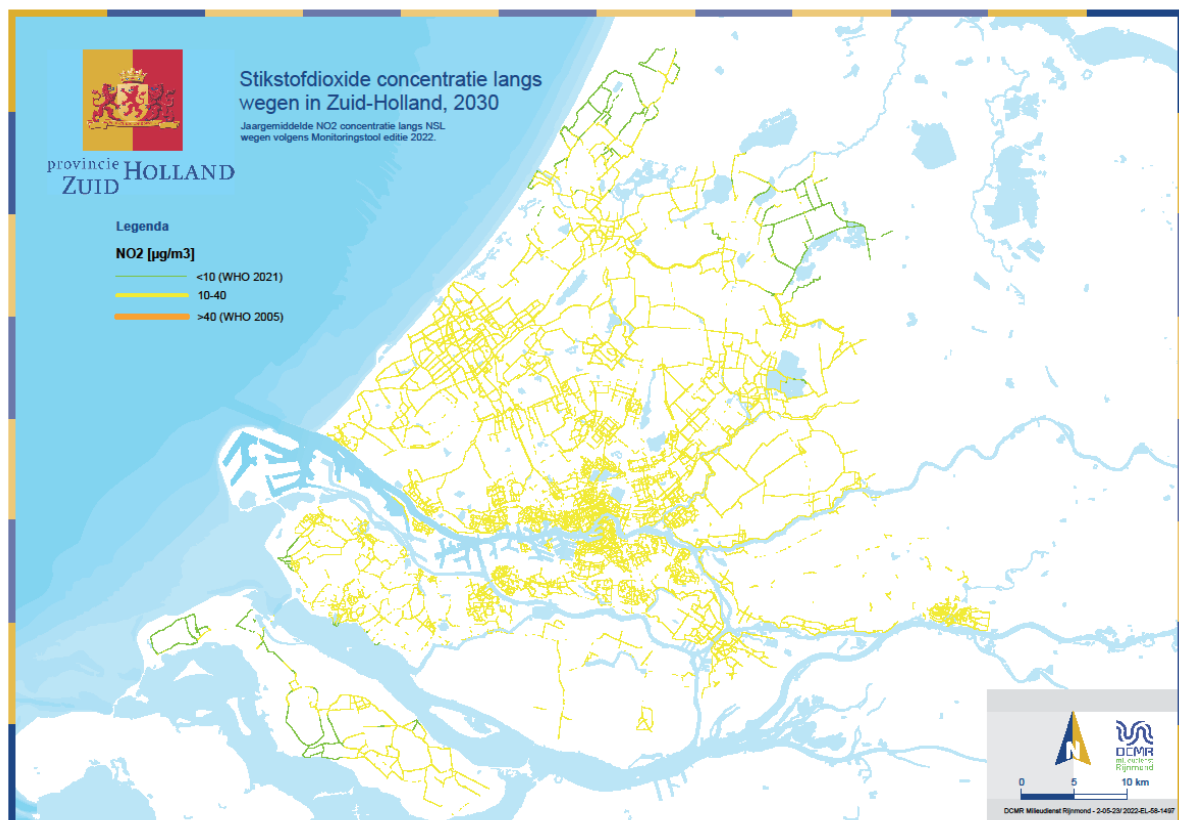 Stikstofdioxide concentratie langs
wegen in Zuid-Holland, 2030
Jaargemiddelde NO2 concentratie langs NSL
wegen volgens Monitoringstool editie 2022.
provincie HOLLAND
ZUID
Legenda
NO2 [µg/m3]
<10 (WHO 2021)
10-40
>40 (WHO 2005)
N
DCMR
milieudienst
Rijnmond
0 5 10 km
DCMR Milieudienst Rijnmond - 2-05-23/ 2022-EL-58-1497